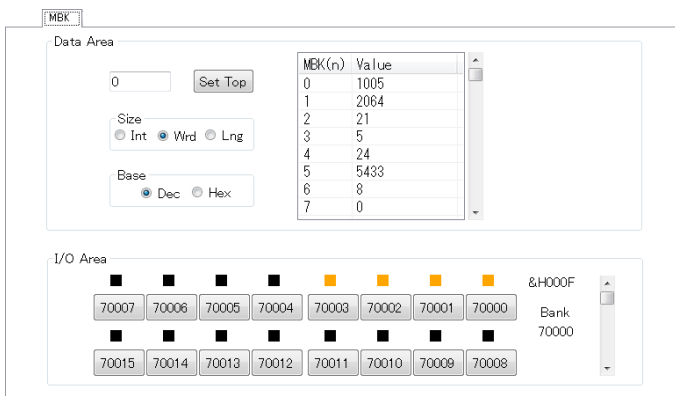 MBK
Data Area
0
Set Top
Size
Int Wrd Lng
Base
Dec Hex
MBK(n) Value
0 1005
1 2064
2 21
3 5
4 24
5 5433
6 8
7 0
I/O Area
&H000F
70007 70006 70005 70004 70003 70002 70001 70000
Bank
70000
70015 70014 70013 70012 70011 70010 70009 70008